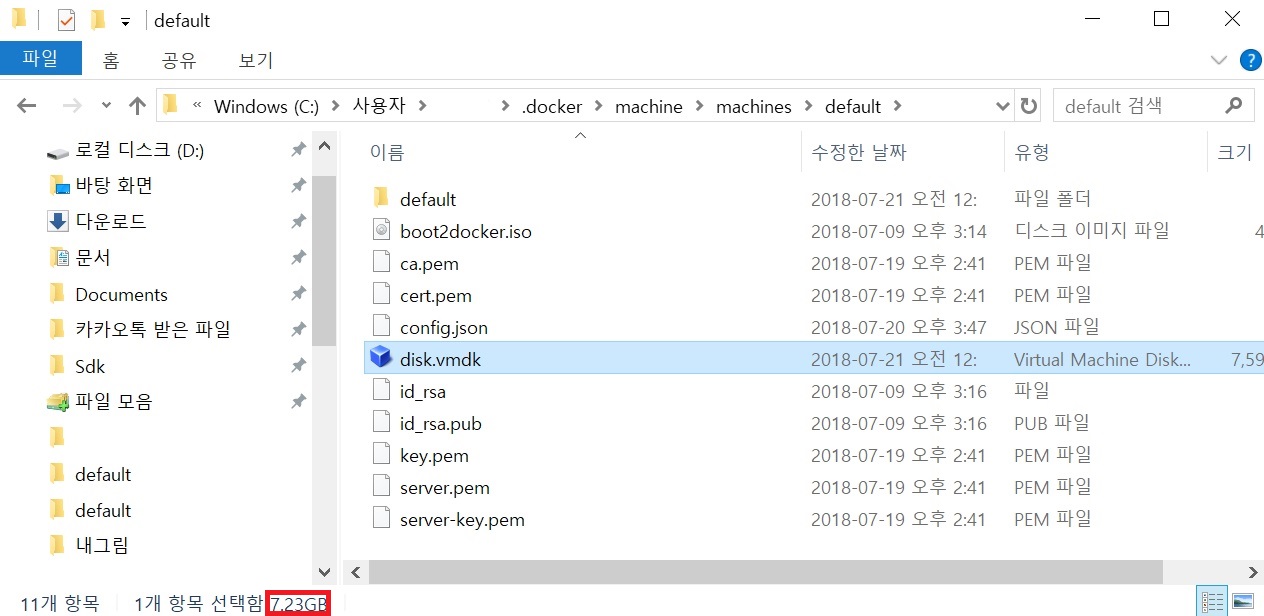 default
파일 홈 공유 보기
« Windows (C:) > 사용자 > > .docker > machine > machines > default > default 검색
로컬 디스크 (D:)
바탕 화면
다운로드
문서
Documents
카카오톡 받은 파일
Sdk
파일 모음
default
default
내그림
이름 수정한 날짜 유형 크기
default 2018-07-21 오전 12: 파일 폴더
boot2docker.iso 2018-07-09 오후 3:14 디스크 이미지 파일 4
ca.pem 2018-07-19 오후 2:41 PEM 파일
cert.pem 2018-07-19 오후 2:41 PEM 파일
config.json 2018-07-20 오후 3:47 JSON 파일
disk.vmdk 2018-07-21 오전 12: Virtual Machine Disk... 7,59
id_rsa 2018-07-09 오후 3:16 파일
id_rsa.pub 2018-07-09 오후 3:16 PUB 파일
key.pem 2018-07-19 오후 2:41 PEM 파일
server.pem 2018-07-19 오후 2:41 PEM 파일
server-key.pem 2018-07-19 오후 2:41 PEM 파일
11개 항목 1개 항목 선택함 7.23GB